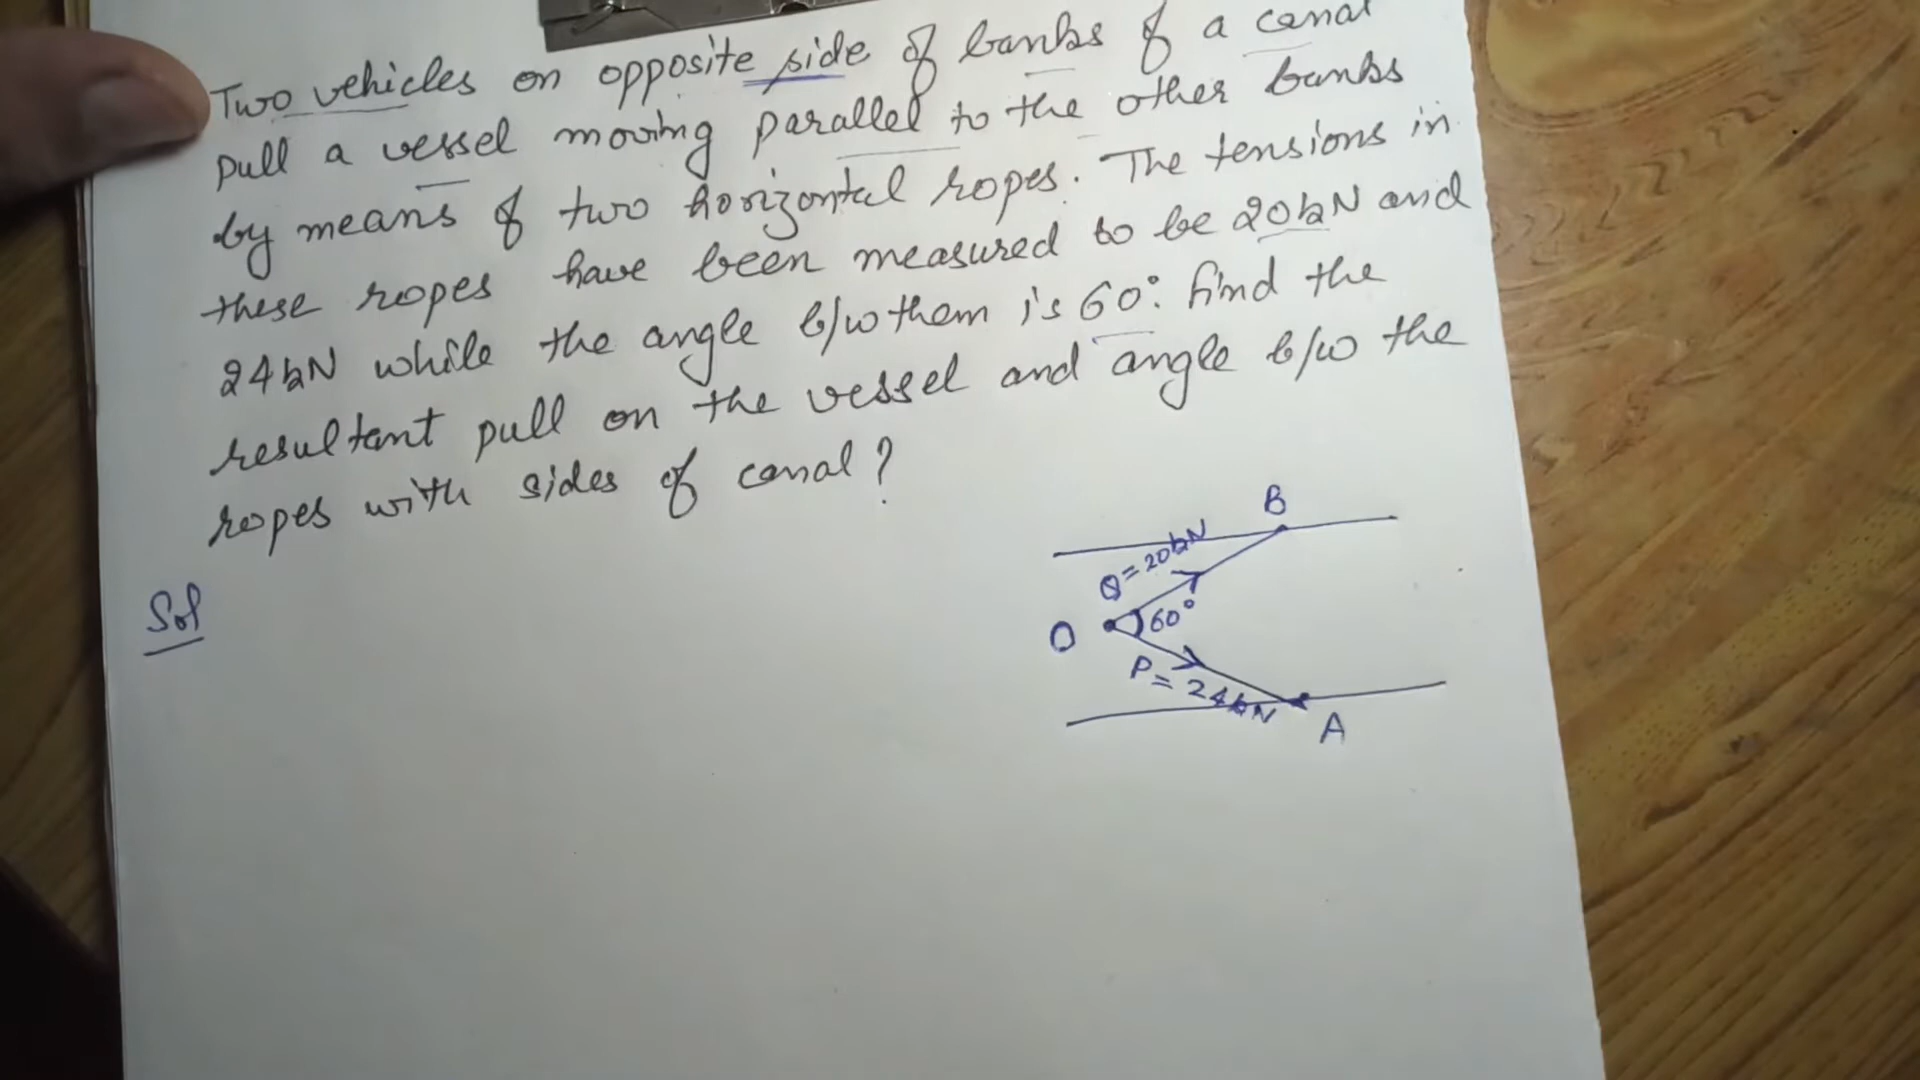 Two vehicles on opposite side of banks of a canal
pull a vessel moving parallel to the other banks
by means of two horizontal ropes. The tensions in
these ropes have been measured to be 20kN and
24kN while the angle b/w them is 60°. find the
resultant pull on the vessel and angle b/w the
ropes with sides of canal?
Sol
B
Q = 20kN
O
60°
P = 24kN
A